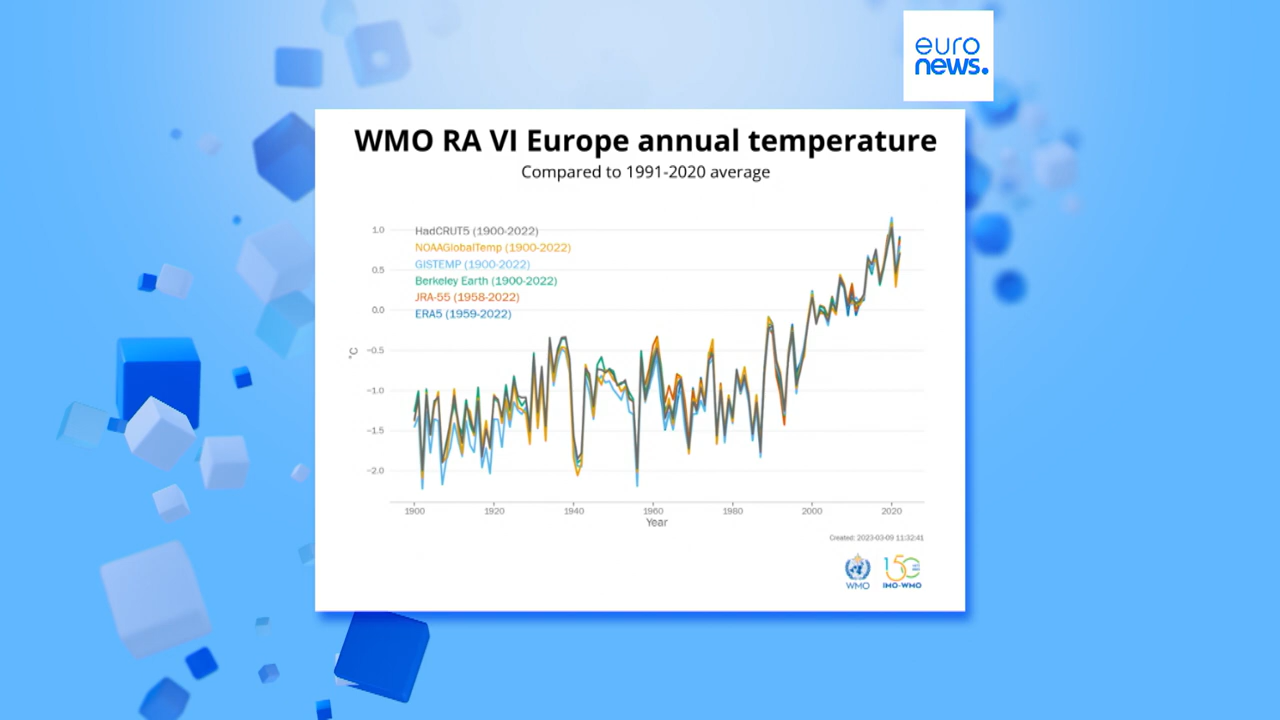 euro
news.
WMO RA VI Europe annual temperature
Compared to 1991-2020 average
HadCRUT5 (1900-2022)
NOAAGlobalTemp (1900-2022)
GISTEMP (1900-2022)
Berkeley Earth (1900-2022)
JRA-55 (1958-2022)
ERA5 (1959-2022)
°C
1.0
0.5
0.0
−0.5
−1.0
−1.5
−2.0
1900 1920 1940 1960 1980 2000 2020
Year
Created: 2023-03-09 11:32:41
WMO
150
IMO-WMO